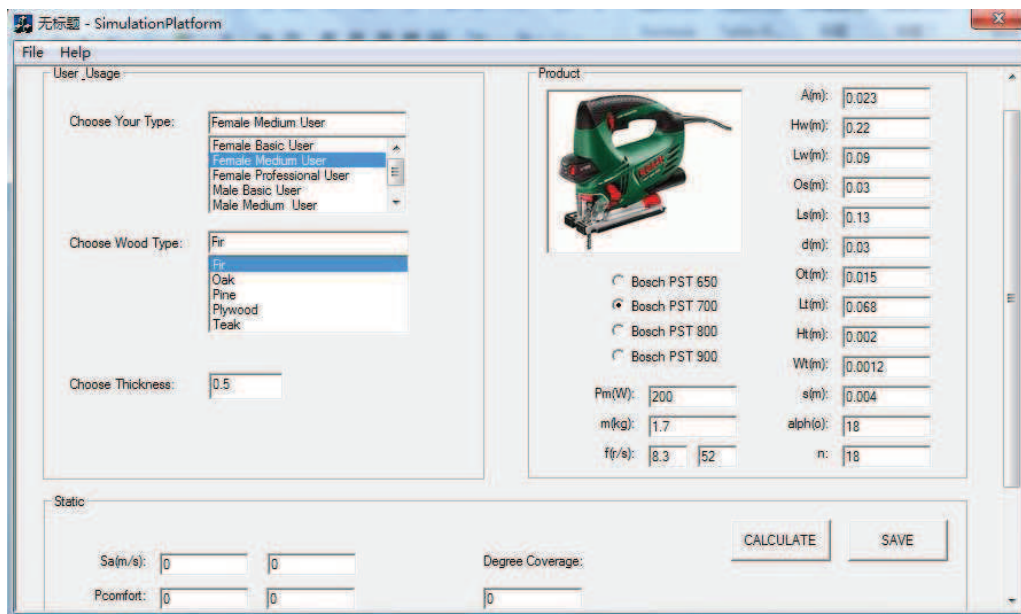 无标题 - SimulationPlatform
File Help
User_Usage
Choose Your Type: Female Medium User
Female Basic User
Female Medium User
Female Professional User
Male Basic User
Male Medium User
Choose Wood Type: Fir
Fir
Oak
Pine
Plywood
Teak
Choose Thickness: 0.5
Product
BOSCH
Bosch PST 650
Bosch PST 700
Bosch PST 800
Bosch PST 900
Pm(W): 200
m(kg): 1.7
f(r/s): 8.3 52
A(m): 0.023
Hw(m): 0.22
Lw(m): 0.09
Os(m): 0.03
Ls(m): 0.13
d(m): 0.03
Ot(m): 0.015
Lt(m): 0.068
Ht(m): 0.002
Wt(m): 0.0012
s(m): 0.004
alph(o): 18
n: 18
Static
Sa(m/s): 0 0
Pcomfort: 0 0
Degree Coverage:
0
CALCULATE SAVE